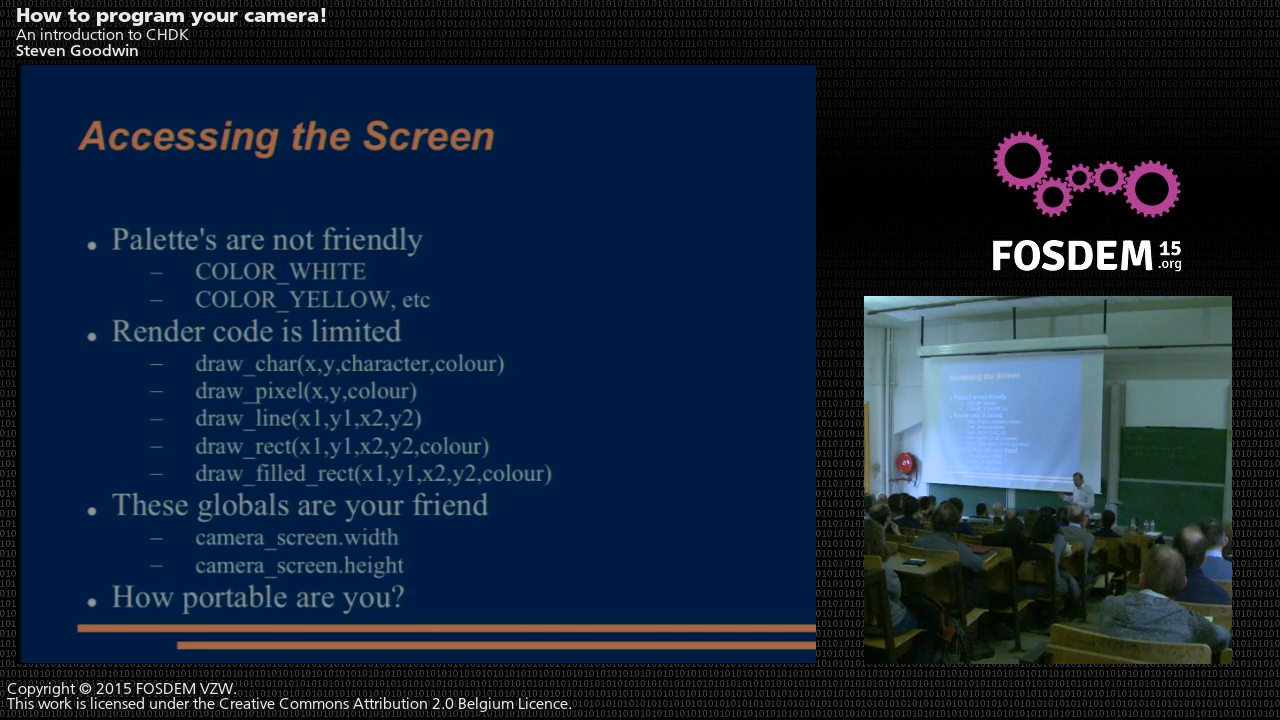 How to program your camera!
An introduction to CHDK
Steven Goodwin
Accessing the Screen
• Palette's are not friendly
– COLOR_WHITE
– COLOR_YELLOW, etc
• Render code is limited
– draw_char(x,y,character,colour)
– draw_pixel(x,y,colour)
– draw_line(x1,y1,x2,y2)
– draw_rect(x1,y1,x2,y2,colour)
– draw_filled_rect(x1,y1,x2,y2,colour)
• These globals are your friend
– camera_screen.width
– camera_screen.height
• How portable are you?
FOSDEM 15
.org
Accessing the Screen
Copyright © 2015 FOSDEM VZW.
This work is licensed under the Creative Commons Attribution 2.0 Belgium Licence.